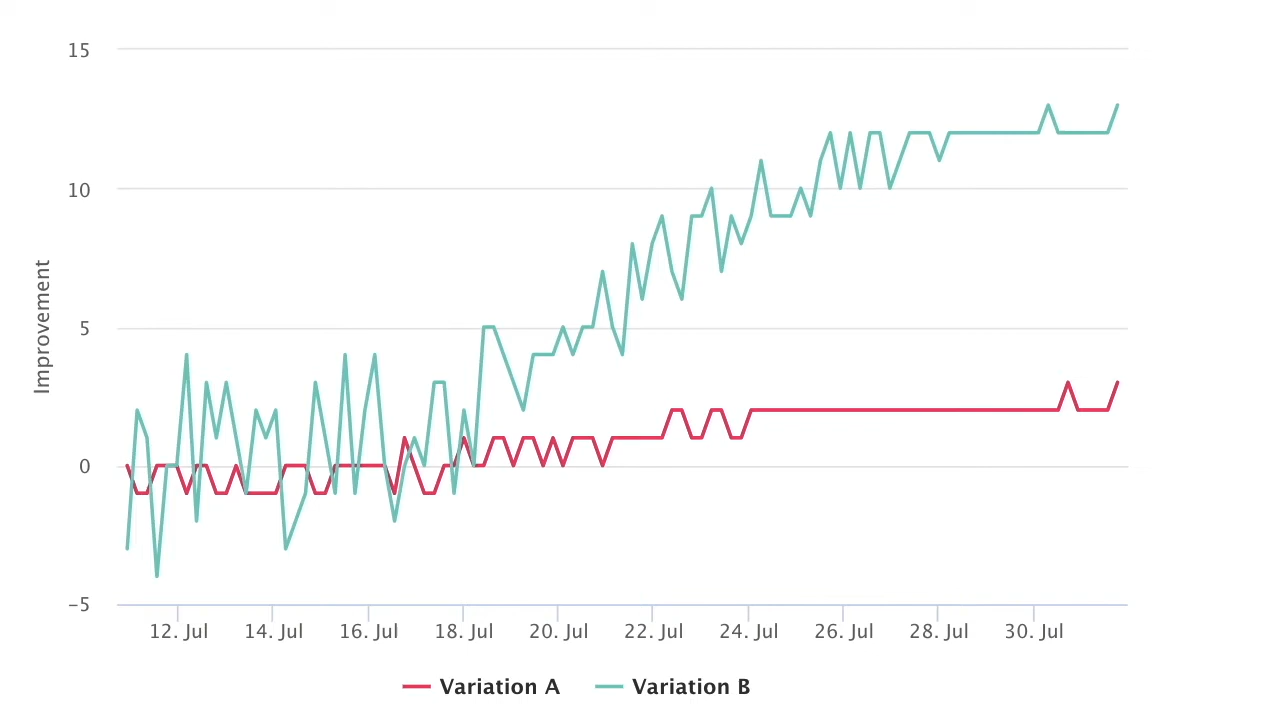 15
10
5
0
−5
Improvement
12. Jul 14. Jul 16. Jul 18. Jul 20. Jul 22. Jul 24. Jul 26. Jul 28. Jul 30. Jul
Variation A Variation B